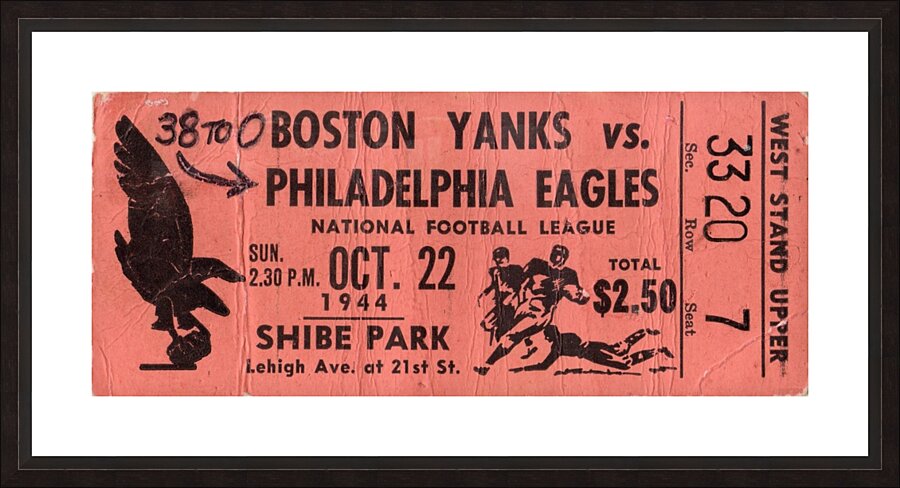 38 TO 0
BOSTON YANKS vs.
PHILADELPHIA EAGLES
NATIONAL FOOTBALL LEAGUE
SUN.
2.30 P.M. OCT. 22
1944
SHIBE PARK
Lehigh Ave. at 21st St.
TOTAL
$2.50
Sec. Row Seat
33 20 7
WEST STAND UPPER